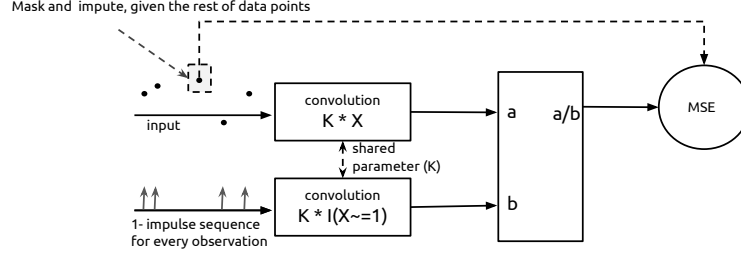 Mask and impute, given the rest of data points
input
convolution
K * X
shared
parameter (K)
convolution
K * I(X~=1)
1- impulse sequence
for every observation
a
a/b
b
MSE